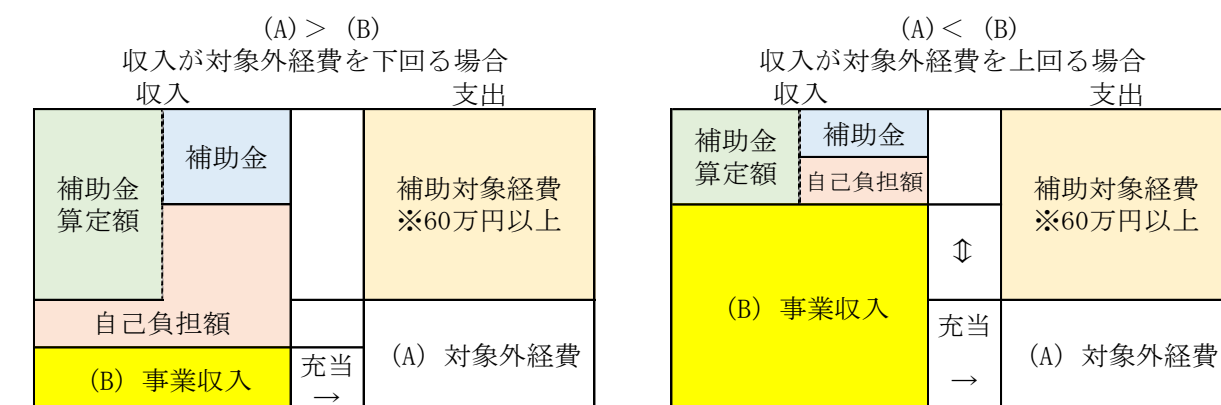 (A)> (B)
収入が対象外経費を下回る場合
収入
支出
補助金
算定額
補助金
補助対象経費
※60万円以上
自己負担額
(B) 事業収入
充当
→
(A) 対象外経費
(A)< (B)
収入が対象外経費を上回る場合
収入
支出
補助金
算定額
補助金
自己負担額
補助対象経費
※60万円以上
⇕
(B) 事業収入
充当
→
(A) 対象外経費